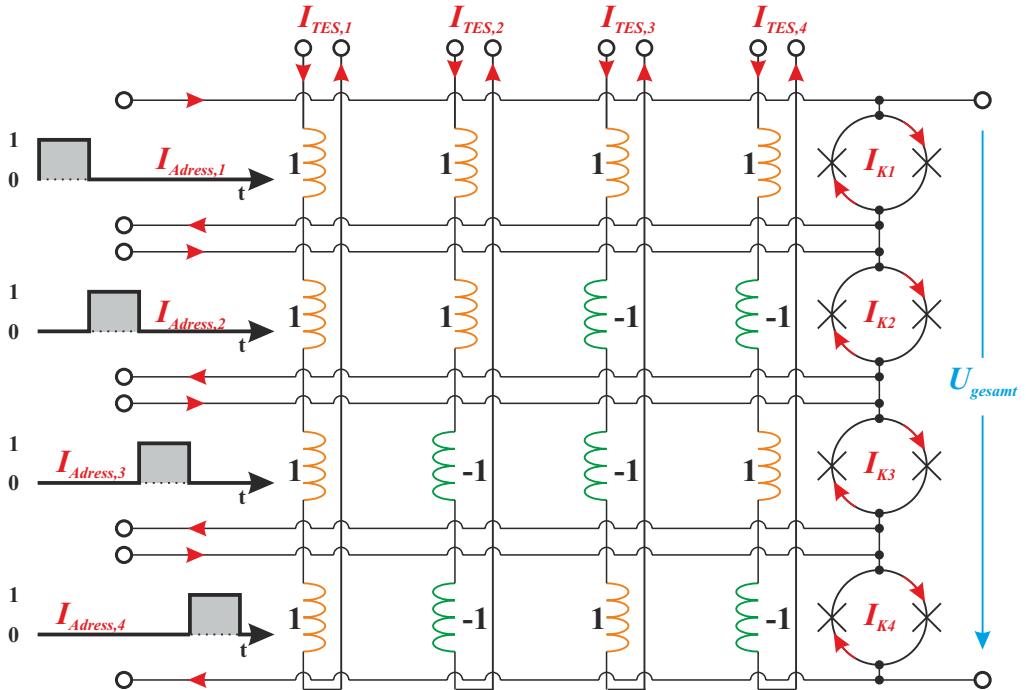 I_TES,1 I_TES,2 I_TES,3 I_TES,4
1
I_Adress,1
0
t
1 1 1 1
I_K1
1
I_Adress,2
0
t
1 1 -1 -1
I_K2
U_gesamt
1
I_Adress,3
0
t
1 -1 -1 1
I_K3
1
I_Adress,4
0
t
1 -1 1 -1
I_K4